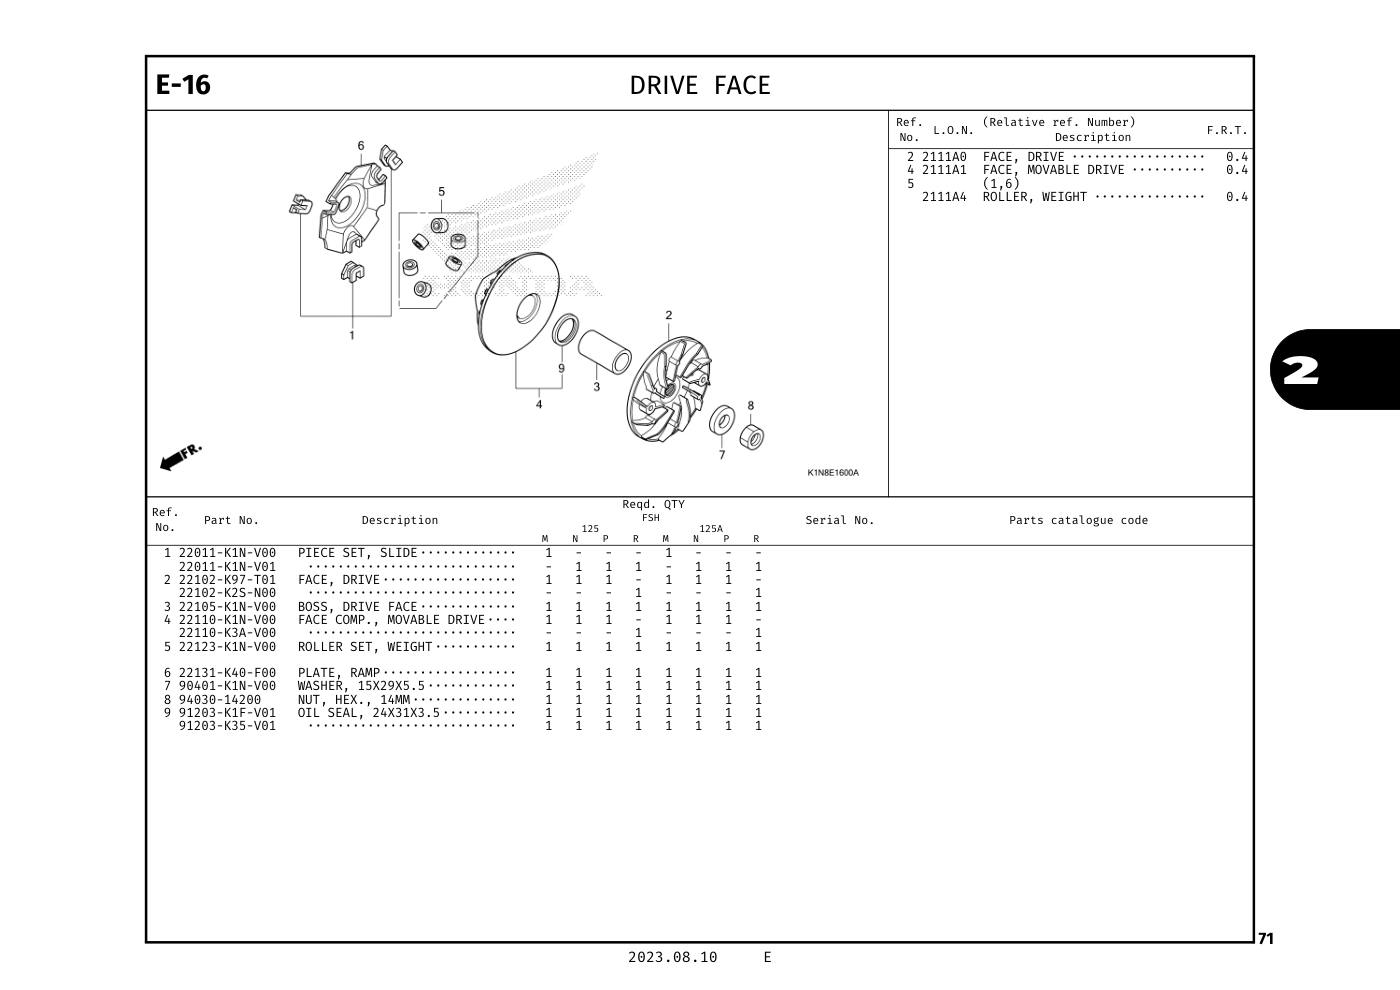 E-16 DRIVE FACE
6
5
1
2
9
3
4
8
7
FR.
HONDA
K1N8E1600A
Ref. No. L.O.N. (Relative ref. Number) Description F.R.T.
2 2111A0 FACE, DRIVE ·················· 0.4
4 2111A1 FACE, MOVABLE DRIVE ·········· 0.4
5 (1,6)
2111A4 ROLLER, WEIGHT ··············· 0.4
2
Reqd. QTY
FSH
Ref. No. Part No. Description 125 125A Serial No. Parts catalogue code
M N P R M N P R
1 22011-K1N-V00 PIECE SET, SLIDE ············· 1 - - - 1 - - -
22011-K1N-V01 ···························· - 1 1 1 - 1 1 1
2 22102-K97-T01 FACE, DRIVE ·················· 1 1 1 - 1 1 1 -
22102-K2S-N00 ···························· - - - 1 - - - 1
3 22105-K1N-V00 BOSS, DRIVE FACE ············· 1 1 1 1 1 1 1 1
4 22110-K1N-V00 FACE COMP., MOVABLE DRIVE ···· 1 1 1 - 1 1 1 -
22110-K3A-V00 ···························· - - - 1 - - - 1
5 22123-K1N-V00 ROLLER SET, WEIGHT ··········· 1 1 1 1 1 1 1 1
6 22131-K40-F00 PLATE, RAMP ·················· 1 1 1 1 1 1 1 1
7 90401-K1N-V00 WASHER, 15X29X5.5 ············ 1 1 1 1 1 1 1 1
8 94030-14200 NUT, HEX., 14MM ·············· 1 1 1 1 1 1 1 1
9 91203-K1F-V01 OIL SEAL, 24X31X3.5 ·········· 1 1 1 1 1 1 1 1
91203-K35-V01 ···························· 1 1 1 1 1 1 1 1
71
2023.08.10 E